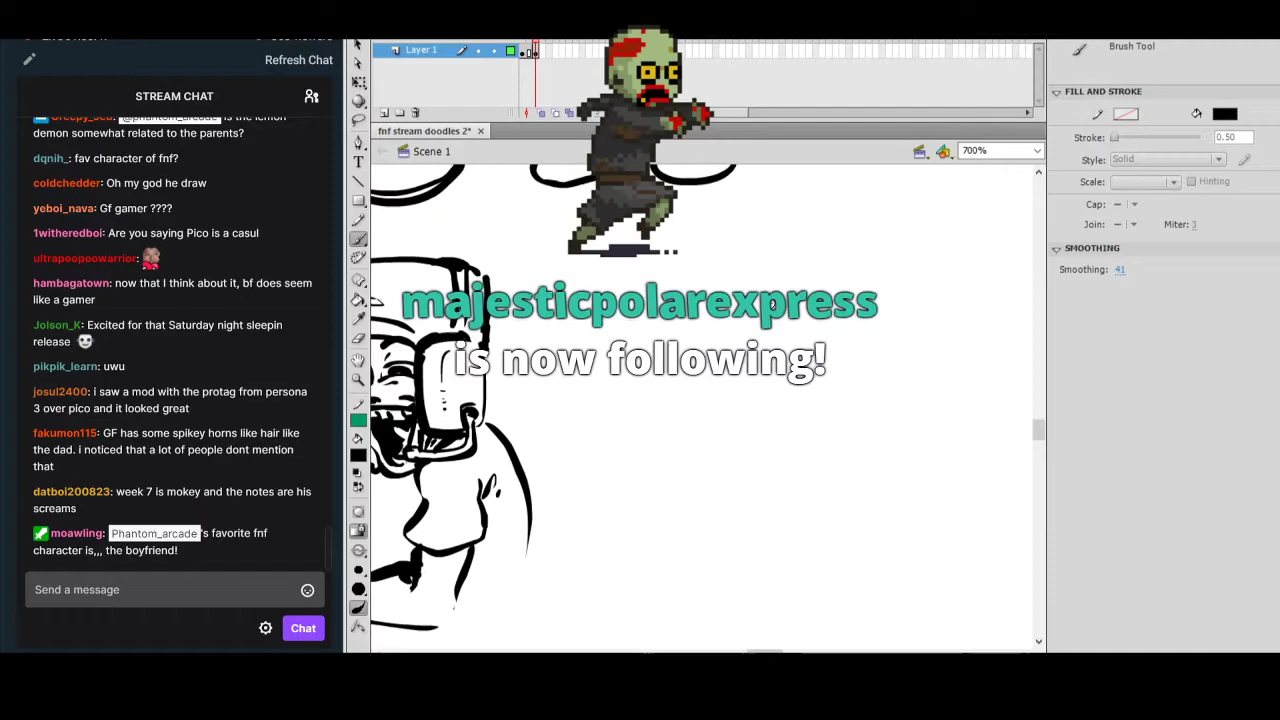 Refresh Chat
STREAM CHAT
Creepy_Jea: @phantom_arcade is the lemon
demon somewhat related to the parents?
dqnih_: fav character of fnf?
coldchedder: Oh my god he draw
yeboi_nava: Gf gamer ????
1witheredboi: Are you saying Pico is a casul
ultrapoopoowarrior:
hambagatown: now that I think about it, bf does seem
like a gamer
Jolson_K: Excited for that Saturday night sleepin
release
pikpik_learn: uwu
josul2400: i saw a mod with the protag from persona
3 over pico and it looked great
fakumon115: GF has some spikey horns like hair like
the dad. i noticed that a lot of people dont mention
that
datboi200823: week 7 is mokey and the notes are his
screams
moawling: Phantom_arcade's favorite fnf
character is,,, the boyfriend!
Send a message
Chat
Layer 1
fnf stream doodles 2*
Scene 1
700%
majesticpolarexpress
is now following!
Brush Tool
FILL AND STROKE
Stroke: 0.50
Style: Solid
Scale: Hinting
Cap:
Join: Miter: 3
SMOOTHING
Smoothing: 41